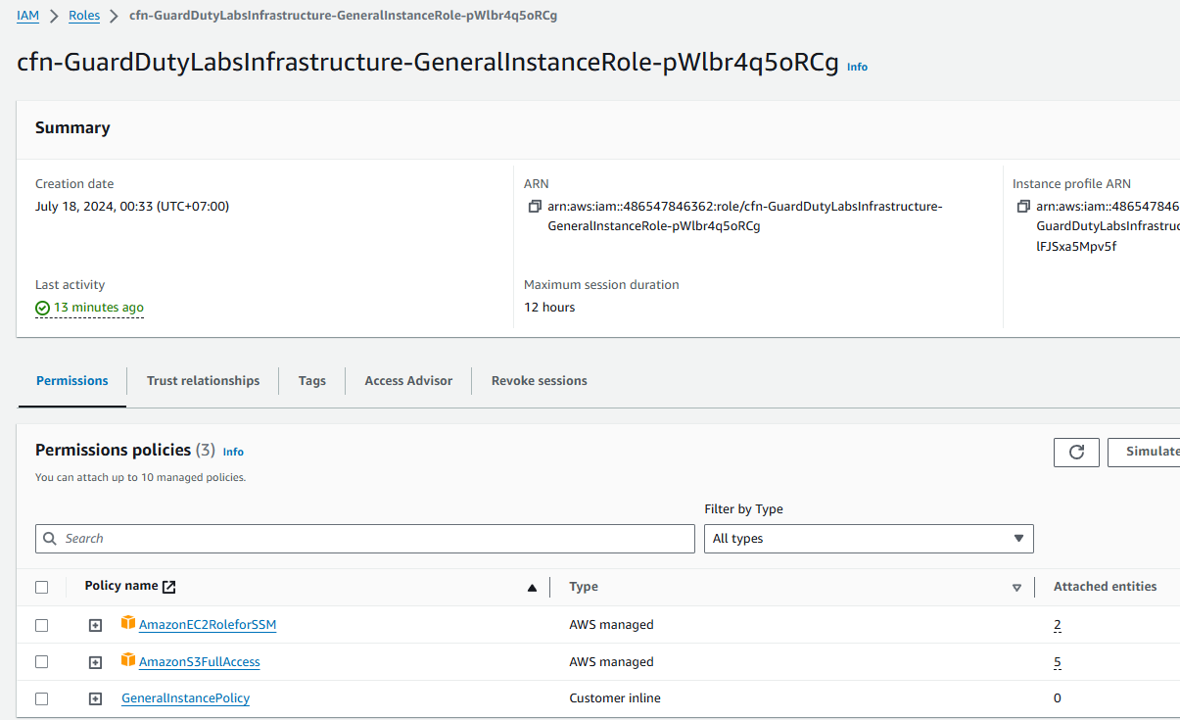 IAM > Roles > cfn-GuardDutyLabsInfrastructure-GeneralInstanceRole-pWlbr4q5oRCg
cfn-GuardDutyLabsInfrastructure-GeneralInstanceRole-pWlbr4q5oRCg Info
Summary
Creation date
July 18, 2024, 00:33 (UTC+07:00)
ARN
arn:aws:iam::486547846362:role/cfn-GuardDutyLabsInfrastructure-
GeneralInstanceRole-pWlbr4q5oRCg
Instance profile ARN
arn:aws:iam::486547846
GuardDutyLabsInfrastruc
lFJSxa5Mpv5f
Last activity
13 minutes ago
Maximum session duration
12 hours
Permissions Trust relationships Tags Access Advisor Revoke sessions
Permissions policies (3) Info
You can attach up to 10 managed policies.
Simulate
Filter by Type
Search
All types
Policy name Type Attached entities
AmazonEC2RoleforSSM AWS managed 2
AmazonS3FullAccess AWS managed 5
GeneralInstancePolicy Customer inline 0